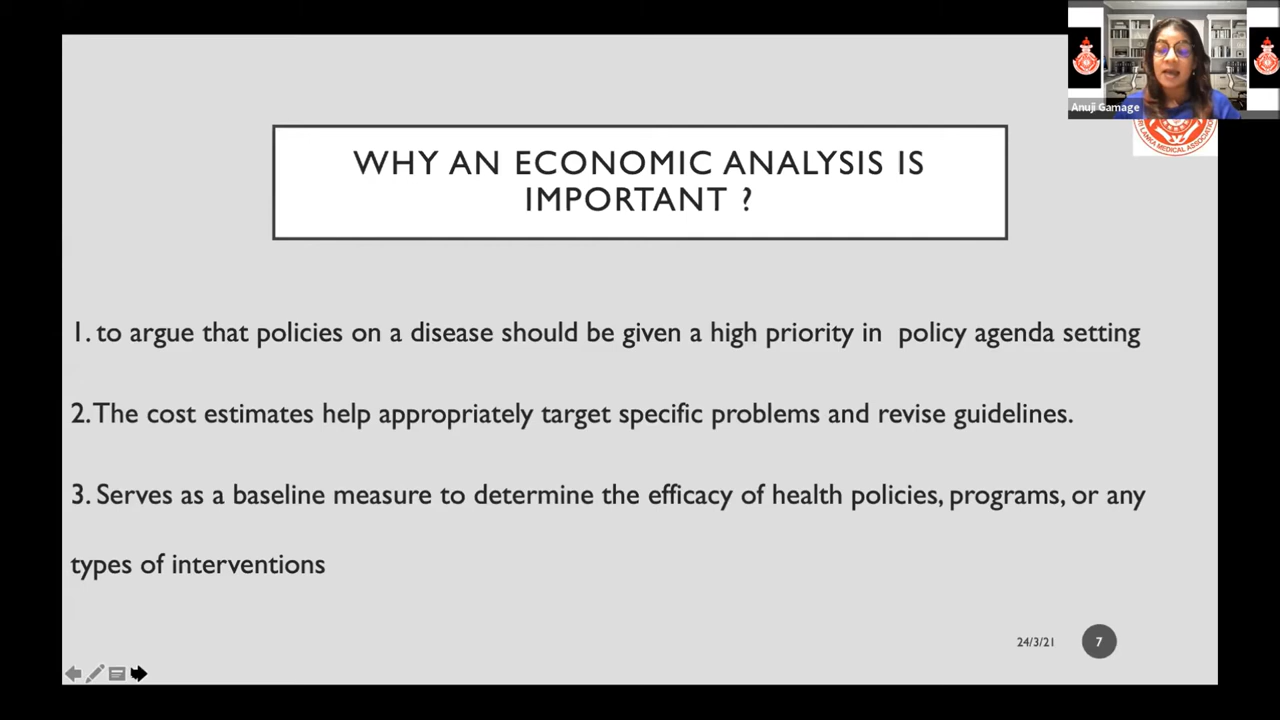 Anuji Gamage
LANKA MEDICAL ASSOCIATION
WHY AN ECONOMIC ANALYSIS IS
IMPORTANT ?
1. to argue that policies on a disease should be given a high priority in  policy agenda setting
2.The cost estimates help appropriately target specific problems and revise guidelines.
3. Serves as a baseline measure to determine the efficacy of health policies, programs, or any
types of interventions
24/3/21
7